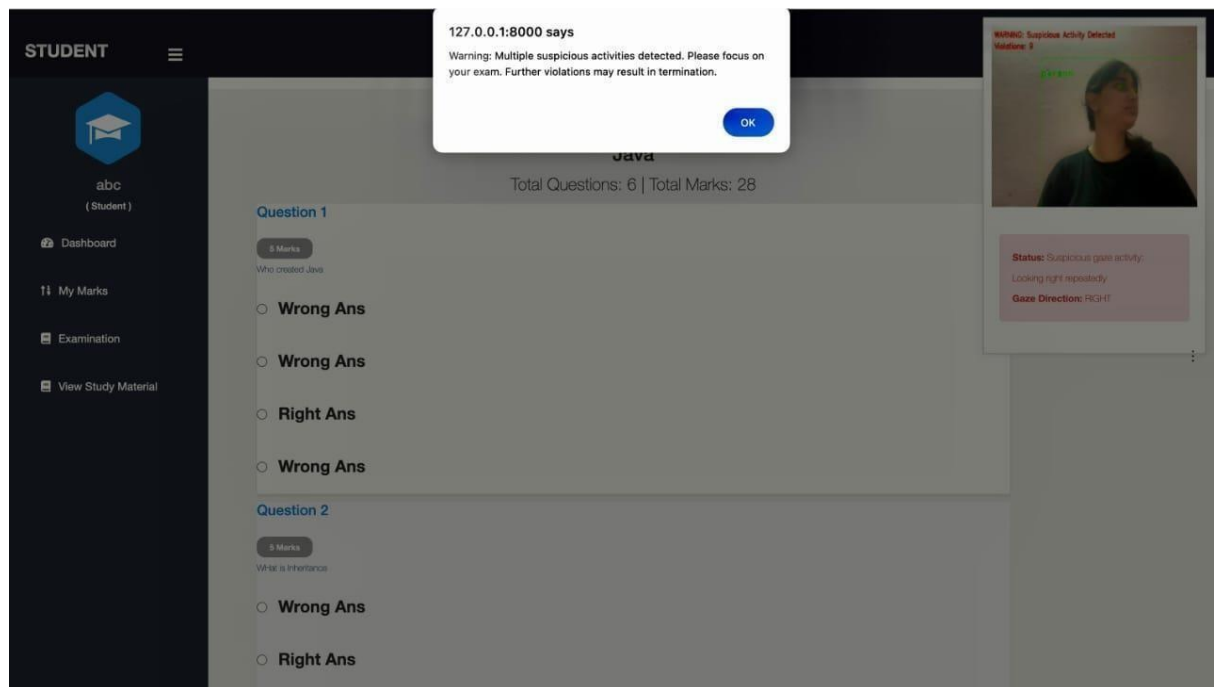 STUDENT
abc
( Student )
Dashboard
My Marks
Examination
View Study Material
127.0.0.1:8000 says
Warning: Multiple suspicious activities detected. Please focus on
your exam. Further violations may result in termination.
OK
Java
Total Questions: 6 | Total Marks: 28
Question 1
5 Marks
Who created Java
Wrong Ans
Wrong Ans
Right Ans
Wrong Ans
Question 2
5 Marks
WHat is Inheritance
Wrong Ans
Right Ans
WARNING: Suspicious Activity Detected
Violations: 3
Status: Suspicious gaze activity:
Looking right repeatedly
Gaze Direction: RIGHT